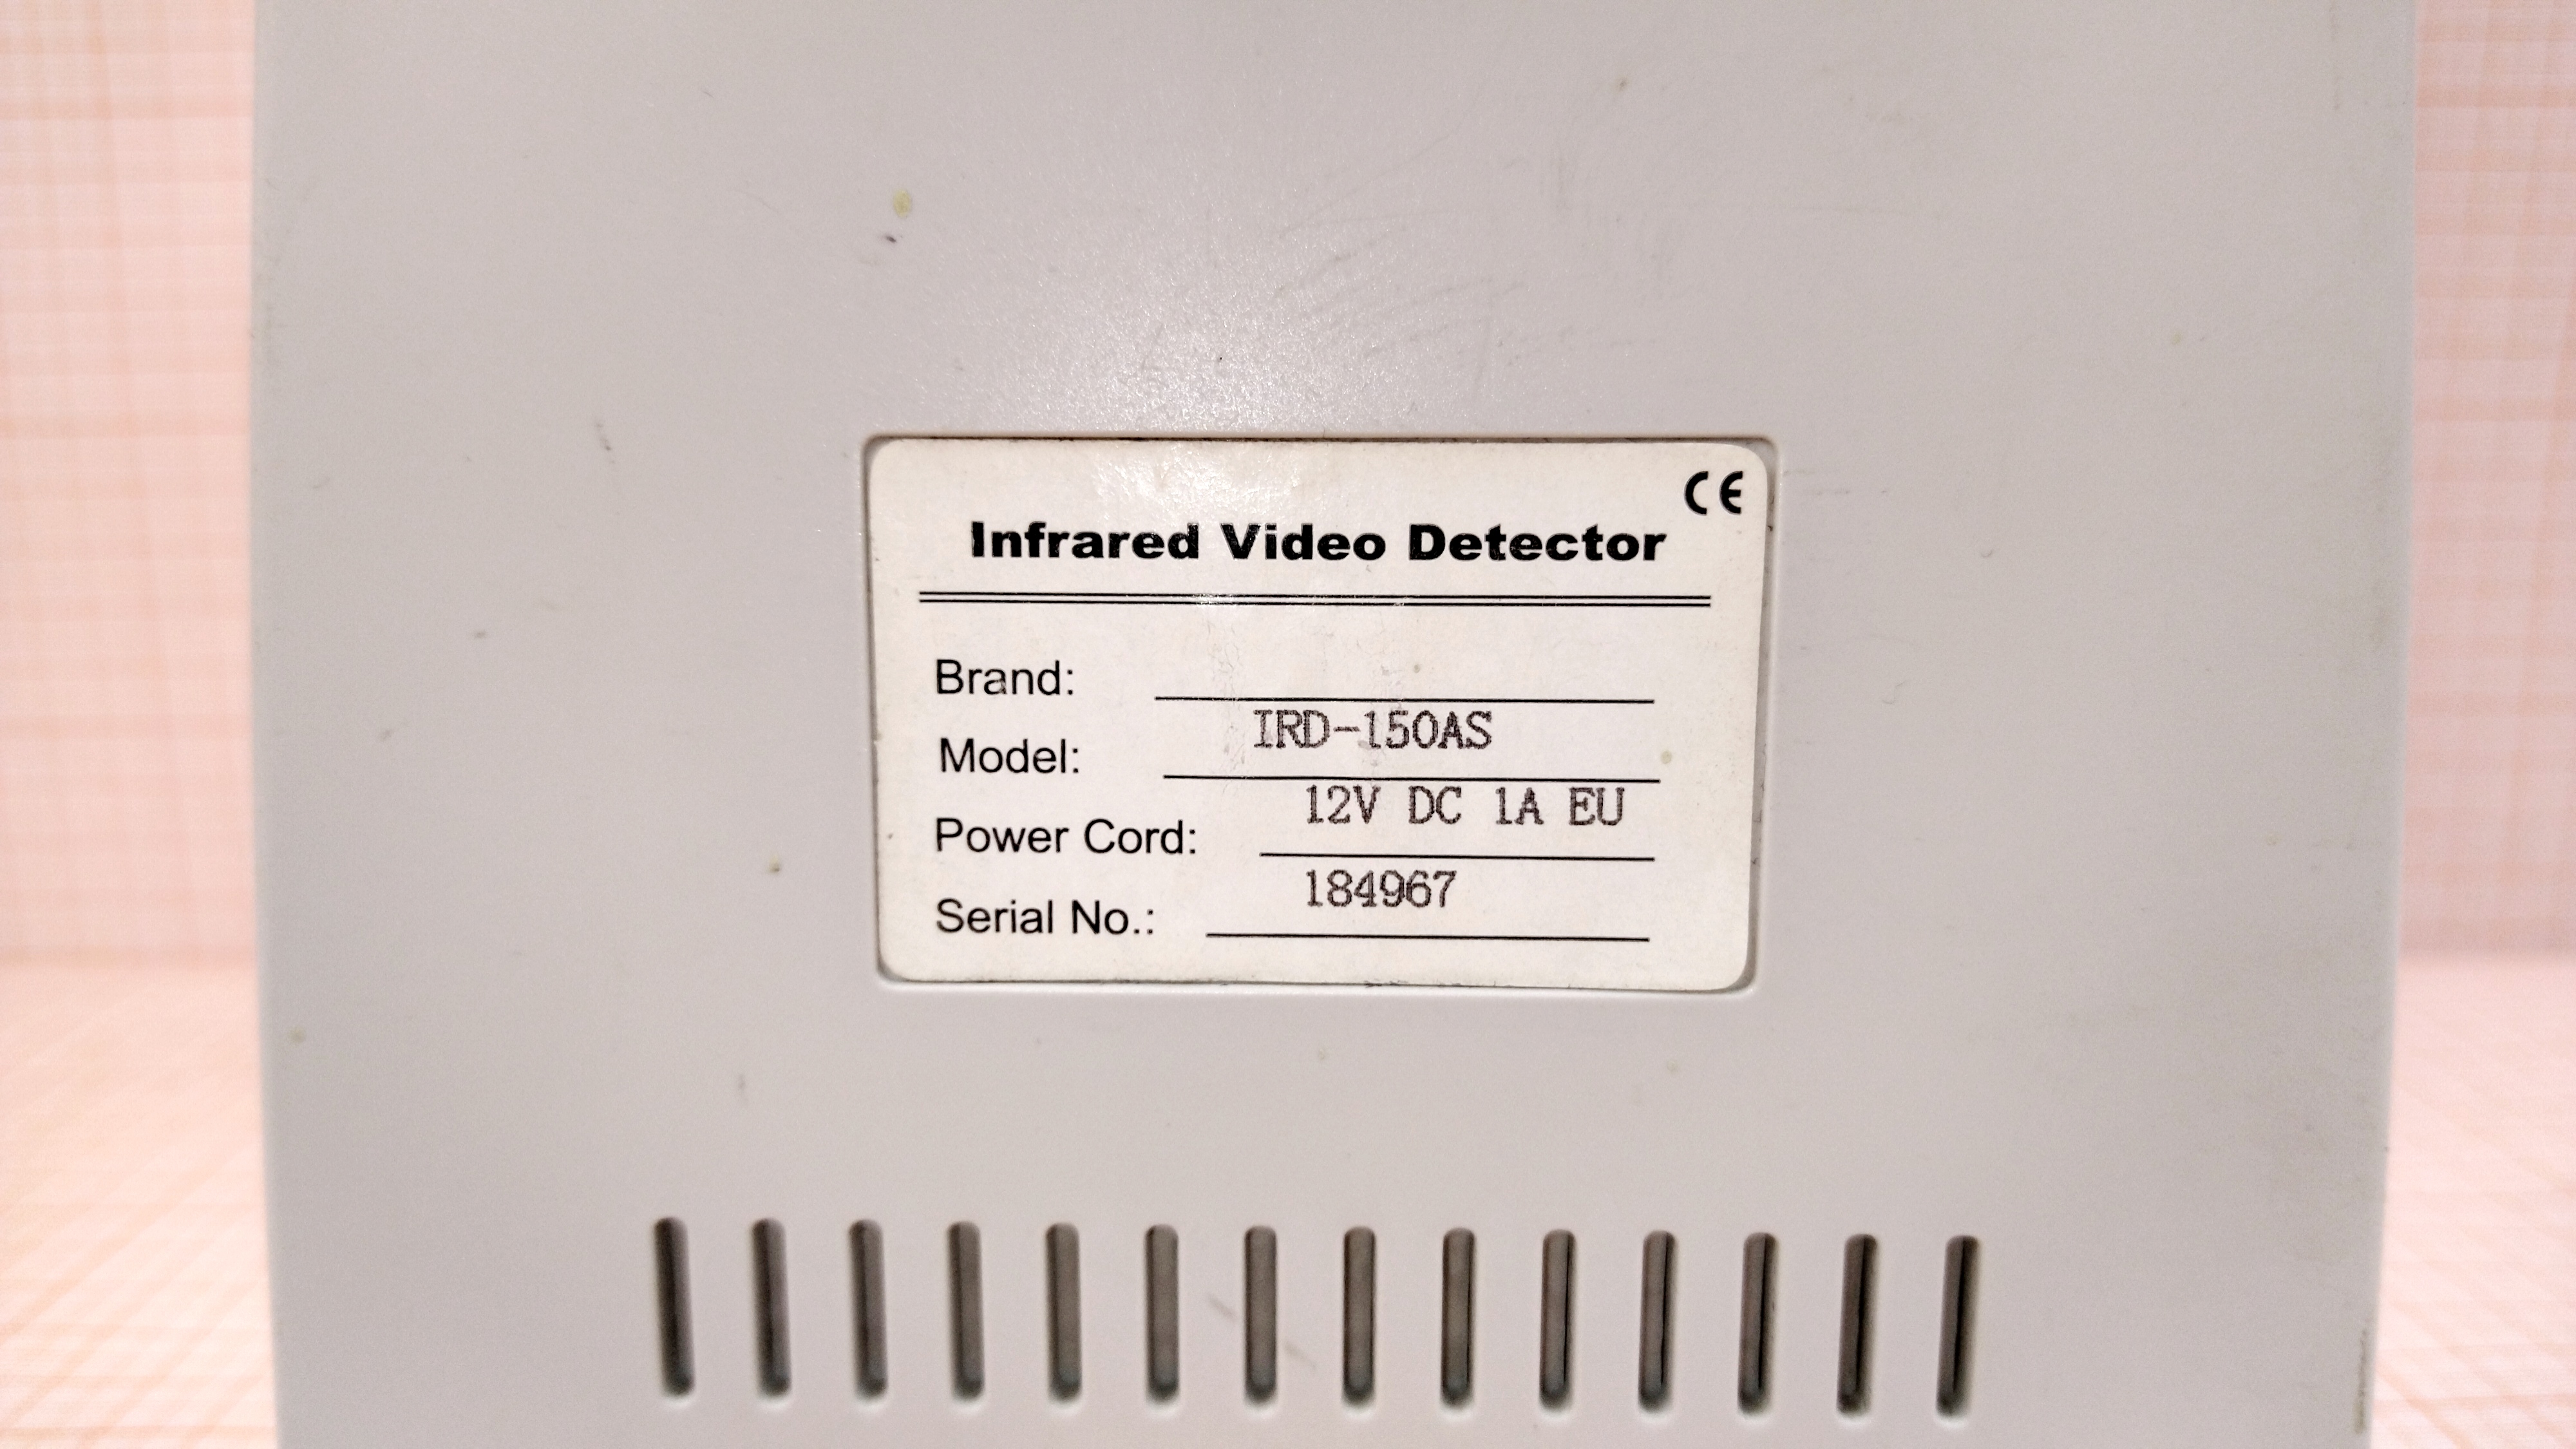 CE
Infrared Video Detector
Brand:
Model: IRD-150AS
Power Cord: 12V DC 1A EU
Serial No.: 184967